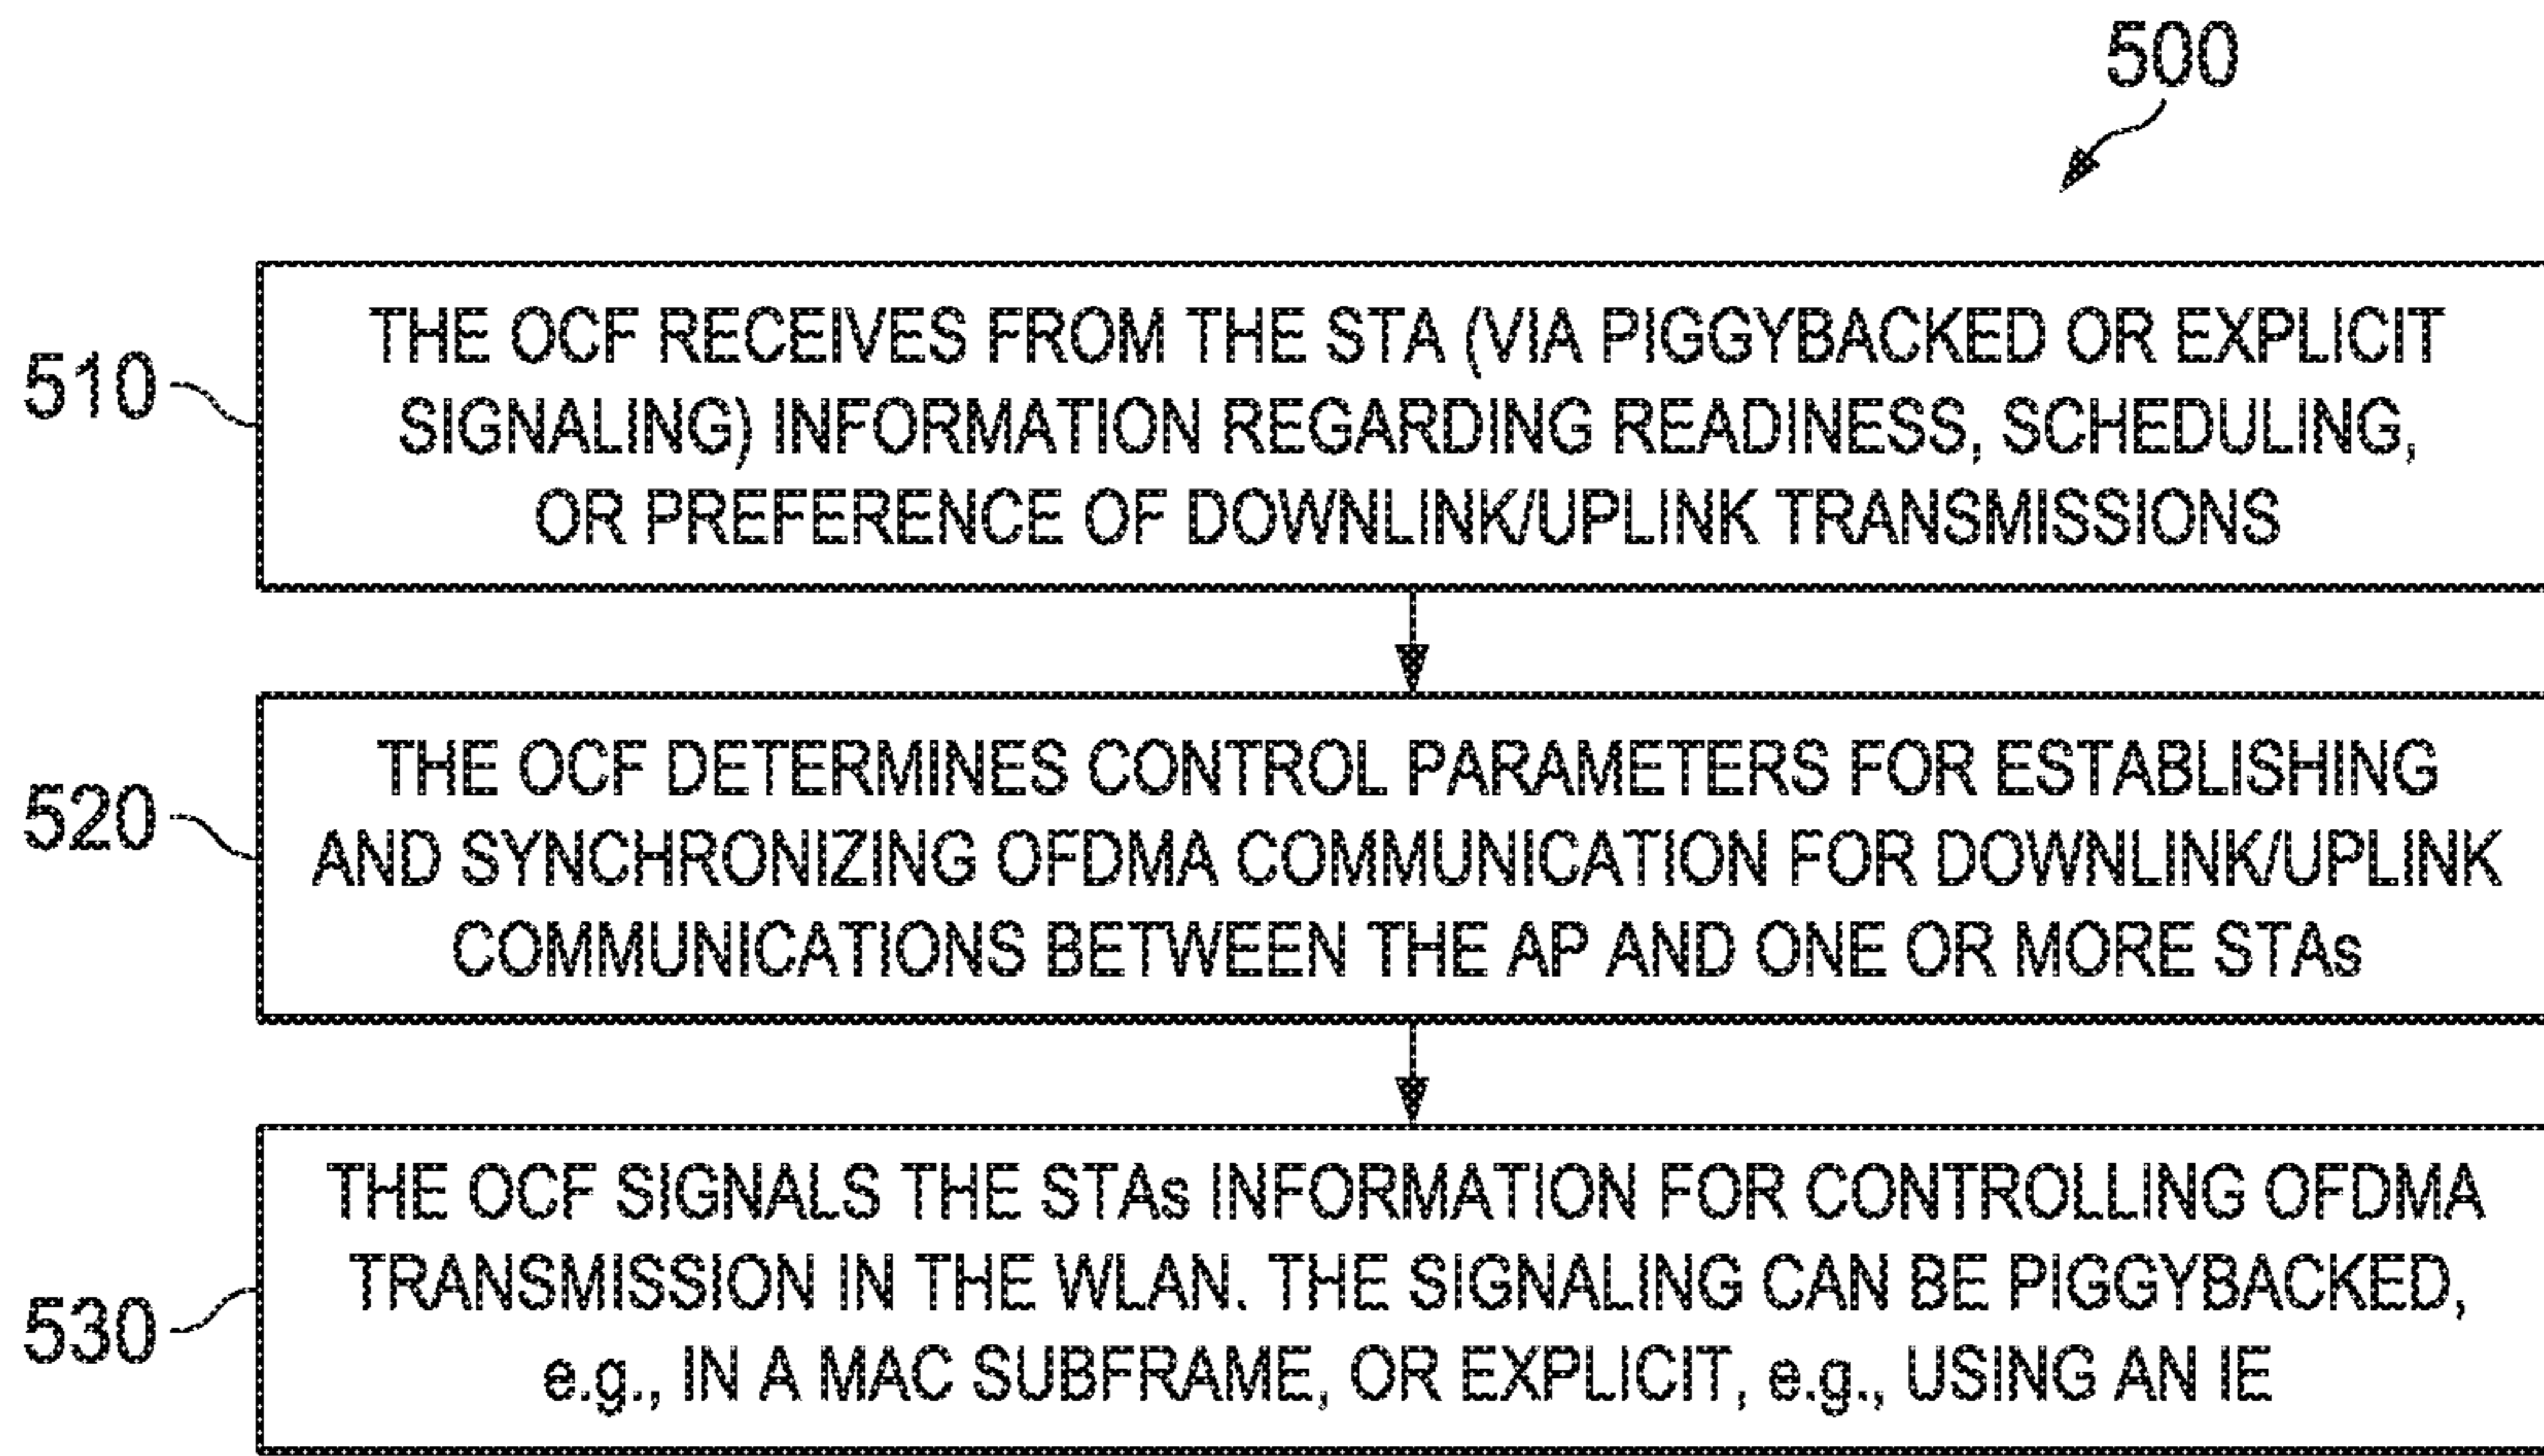 500
510
THE OCF RECEIVES FROM THE STA (VIA PIGGYBACKED OR EXPLICIT
SIGNALING) INFORMATION REGARDING READINESS, SCHEDULING,
OR PREFERENCE OF DOWNLINK/UPLINK TRANSMISSIONS
520
THE OCF DETERMINES CONTROL PARAMETERS FOR ESTABLISHING
AND SYNCHRONIZING OFDMA COMMUNICATION FOR DOWNLINK/UPLINK
COMMUNICATIONS BETWEEN THE AP AND ONE OR MORE STAs
530
THE OCF SIGNALS THE STAs INFORMATION FOR CONTROLLING OFDMA
TRANSMISSION IN THE WLAN. THE SIGNALING CAN BE PIGGYBACKED,
e.g., IN A MAC SUBFRAME, OR EXPLICIT, e.g., USING AN IE